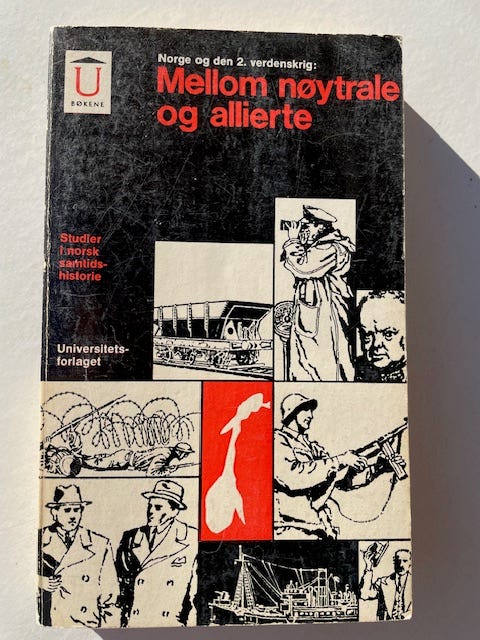 U
BØKENE
Norge og den 2. verdenskrig:
Mellom nøytrale
og allierte
Studier
i norsk
samtids-
historie
Universitets-
forlaget